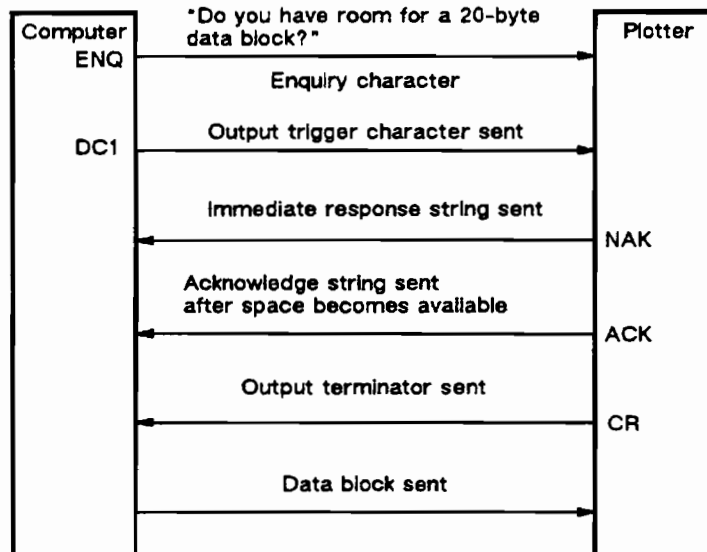 "Do you have room for a 20-byte
data block?"
Computer
Plotter
ENQ
Enquiry character
Output trigger character sent
DC1
Immediate response string sent
NAK
Acknowledge string sent
after space becomes available
ACK
Output terminator sent
CR
Data block sent